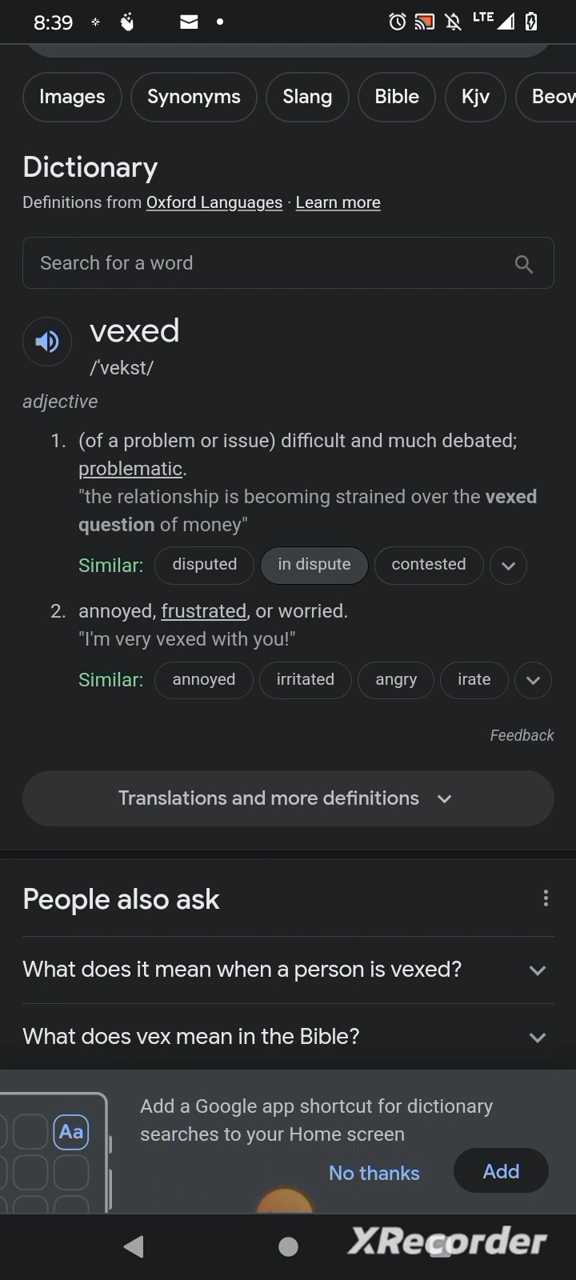 8:39 LTE
Images Synonyms Slang Bible Kjv Beow
Dictionary
Definitions from Oxford Languages · Learn more
Search for a word
vexed
/ˈvekst/
adjective
1. (of a problem or issue) difficult and much debated;
problematic.
"the relationship is becoming strained over the vexed
question of money"
Similar: disputed in dispute contested
2. annoyed, frustrated, or worried.
"I'm very vexed with you!"
Similar: annoyed irritated angry irate
Feedback
Translations and more definitions
People also ask
What does it mean when a person is vexed?
What does vex mean in the Bible?
Aa
Add a Google app shortcut for dictionary
searches to your Home screen
No thanks Add
XRecorder